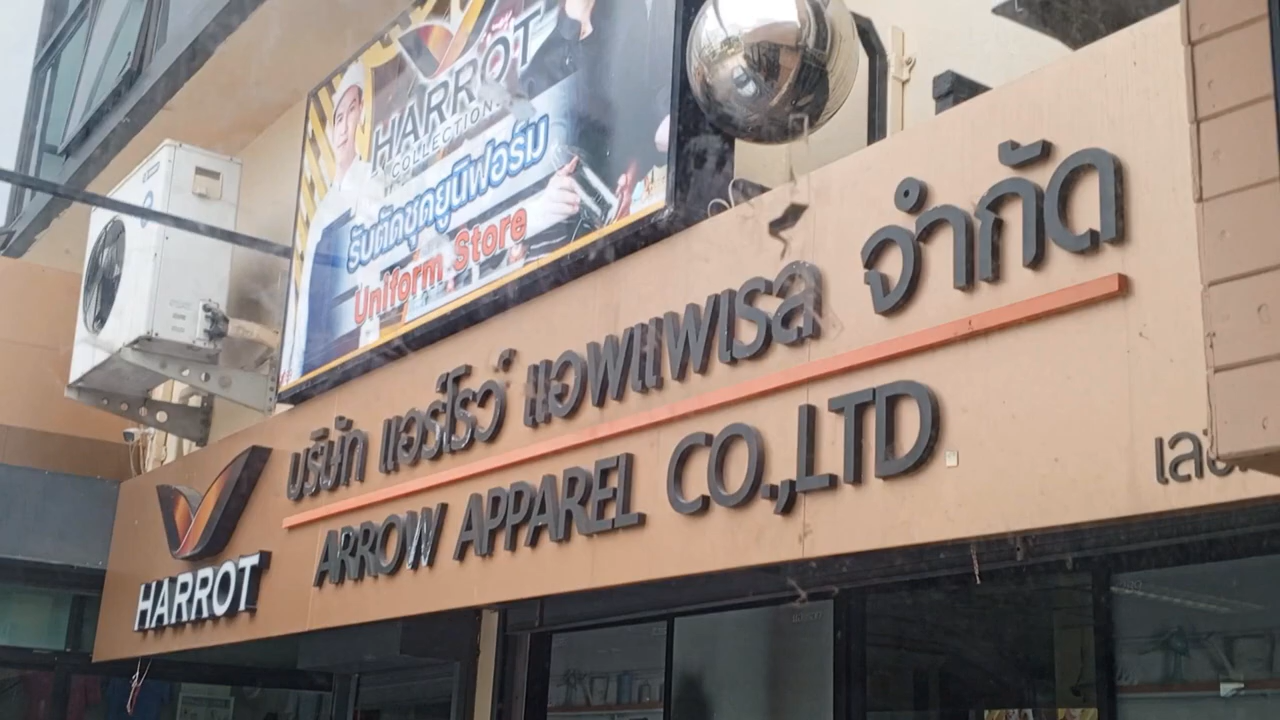 HARROT
COLLECTION
รับตัดชุดยูนิฟอร์ม
Uniform Store
บริษัท แอร์โรว์ แอพแพเรล จำกัด
ARROW APPAREL CO.,LTD
HARROT